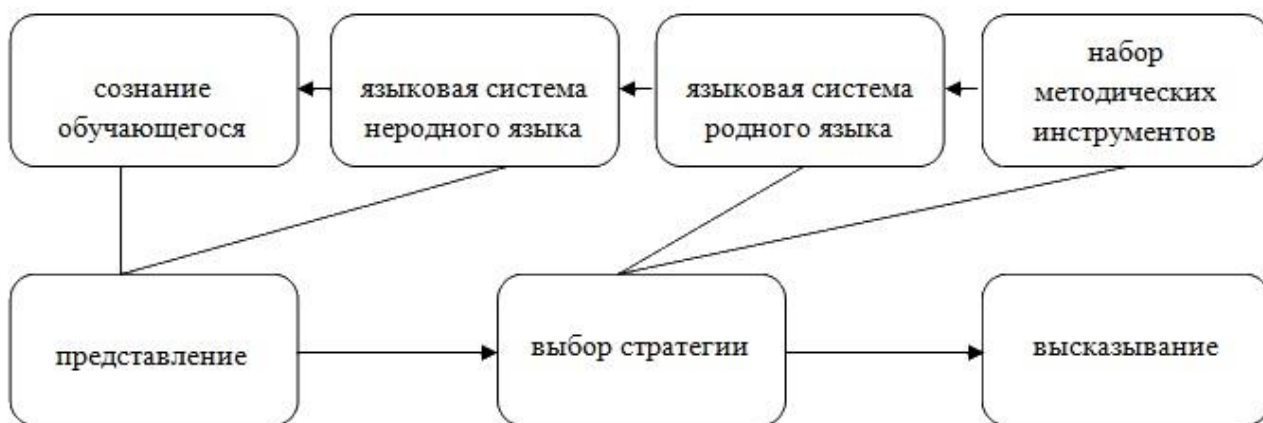 сознание
обучающегося
языковая система
неродного языка
языковая система
родного языка
набор
методических
инструментов
представление
выбор стратегии
высказывание